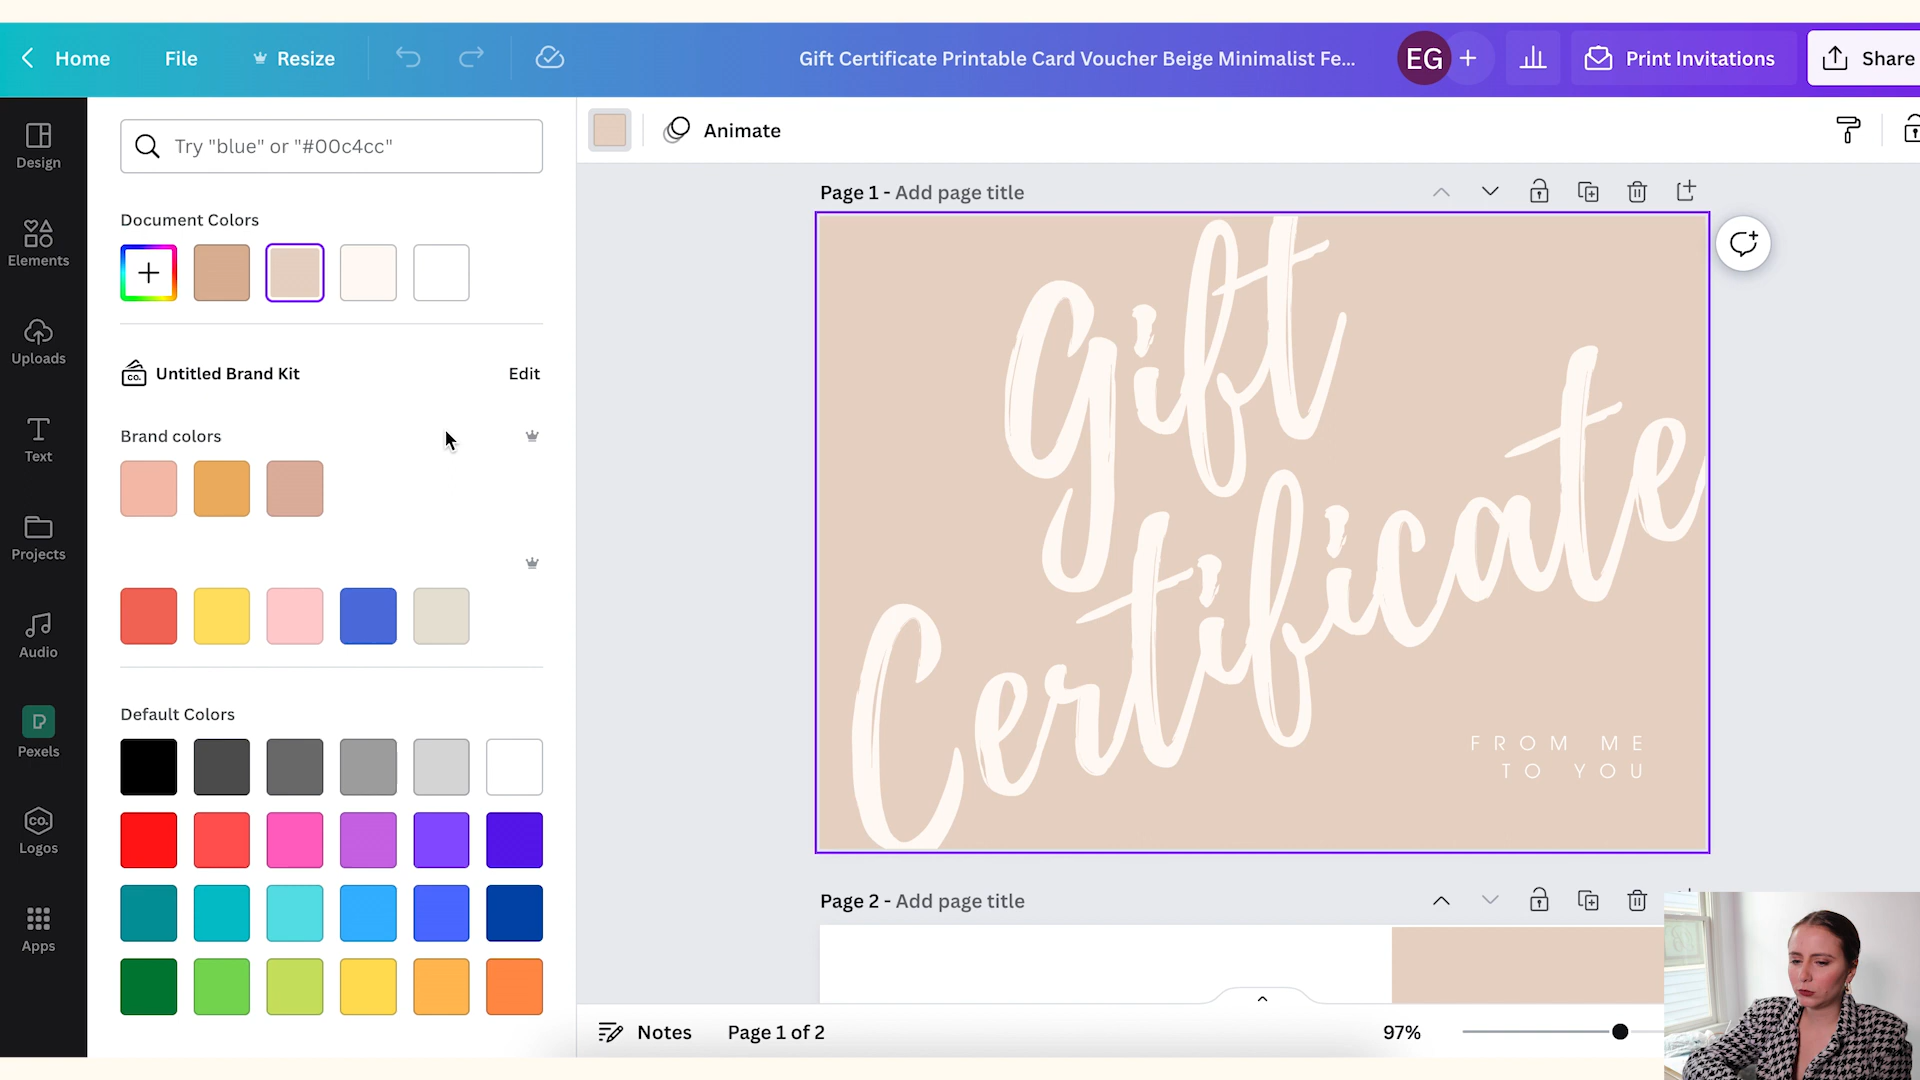 Home
File
Resize
Gift Certificate Printable Card Voucher Beige Minimalist Fe...
EG
Print Invitations
Share
Design
Elements
Uploads
Text
Projects
Audio
Pexels
Logos
Apps
Try "blue" or "#00c4cc"
Document Colors
CO.
Untitled Brand Kit
Edit
Brand colors
Default Colors
Animate
Page 1 - Add page title
Gift
Certificate
FROM ME
TO YOU
Page 2 - Add page title
Notes
Page 1 of 2
97%
CO.